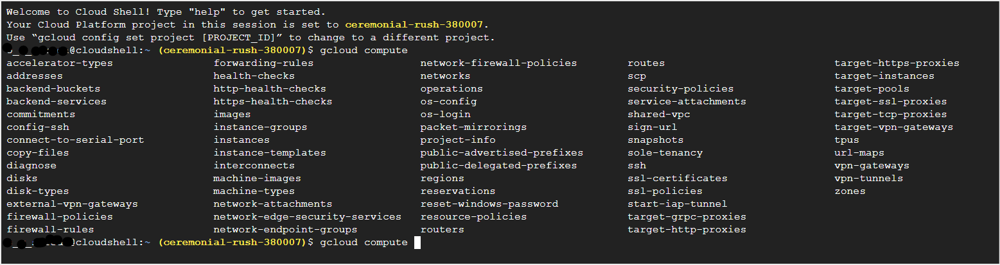 Welcome to Cloud Shell! Type "help" to get started.
Your Cloud Platform project in this session is set to ceremonial-rush-380007.
Use “gcloud config set project [PROJECT_ID]” to change to a different project.
@cloudshell:~ (ceremonial-rush-380007)$ gcloud compute
accelerator-types forwarding-rules network-firewall-policies routes target-https-proxies
addresses health-checks networks scp target-instances
backend-buckets http-health-checks operations security-policies target-pools
backend-services https-health-checks os-config service-attachments target-ssl-proxies
commitments images os-login shared-vpc target-tcp-proxies
config-ssh instance-groups packet-mirrorings sign-url target-vpn-gateways
connect-to-serial-port instances project-info snapshots tpus
copy-files instance-templates public-advertised-prefixes sole-tenancy url-maps
diagnose interconnects public-delegated-prefixes ssh vpn-gateways
disks machine-images regions ssl-certificates vpn-tunnels
disk-types machine-types reservations ssl-policies zones
external-vpn-gateways network-attachments reset-windows-password start-iap-tunnel
firewall-policies network-edge-security-services resource-policies target-grpc-proxies
firewall-rules network-endpoint-groups routers target-http-proxies
@cloudshell:~ (ceremonial-rush-380007)$ gcloud compute